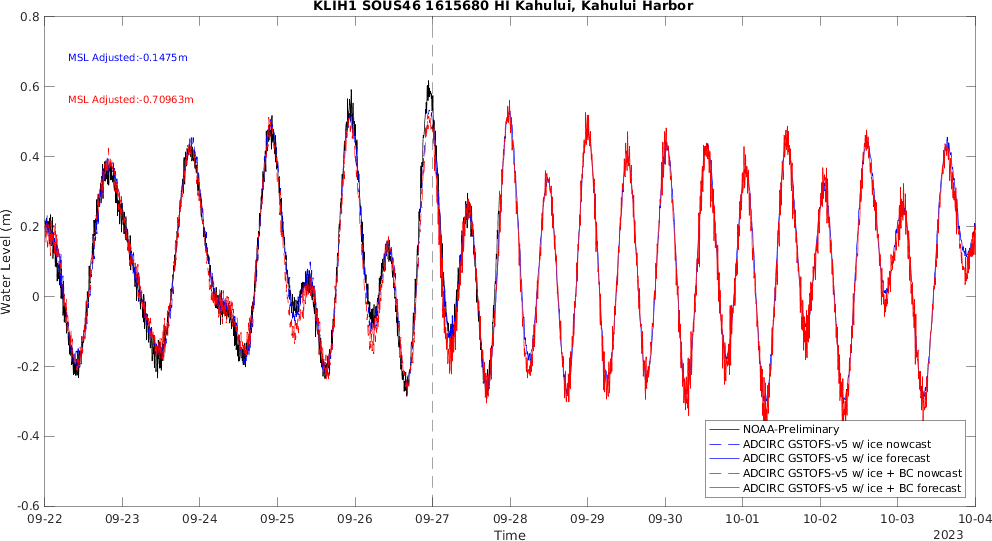 KLIH1 SOUS46 1615680 HI Kahului, Kahului Harbor
0.8
MSL Adjusted:-0.1475m
0.6
MSL Adjusted:-0.70963m
0.4
0.2
0
-0.2
-0.4
-0.6
Water Level (m)
NOAA-Preliminary
ADCIRC GSTOFS-v5 w/ ice nowcast
ADCIRC GSTOFS-v5 w/ ice forecast
ADCIRC GSTOFS-v5 w/ ice + BC nowcast
ADCIRC GSTOFS-v5 w/ ice + BC forecast
09-22 09-23 09-24 09-25 09-26 09-27 09-28 09-29 09-30 10-01 10-02 10-03 10-04
Time
2023